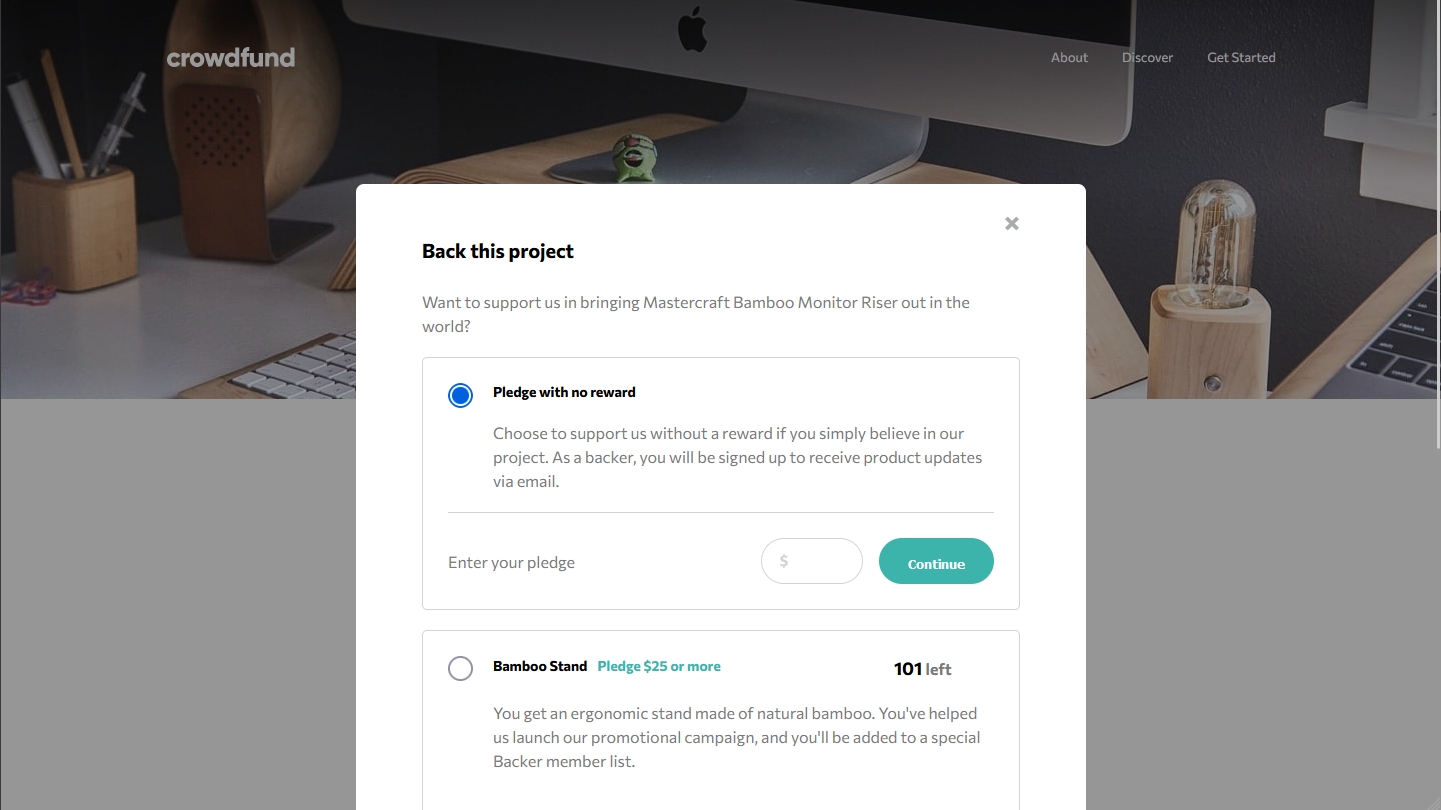 crowdfund
About
Discover
Get Started
Back this project
Want to support us in bringing Mastercraft Bamboo Monitor Riser out in the
world?
Pledge with no reward
Choose to support us without a reward if you simply believe in our
project. As a backer, you will be signed up to receive product updates
via email.
Enter your pledge
$
Continue
Bamboo Stand Pledge $25 or more
101 left
You get an ergonomic stand made of natural bamboo. You've helped
us launch our promotional campaign, and you'll be added to a special
Backer member list.